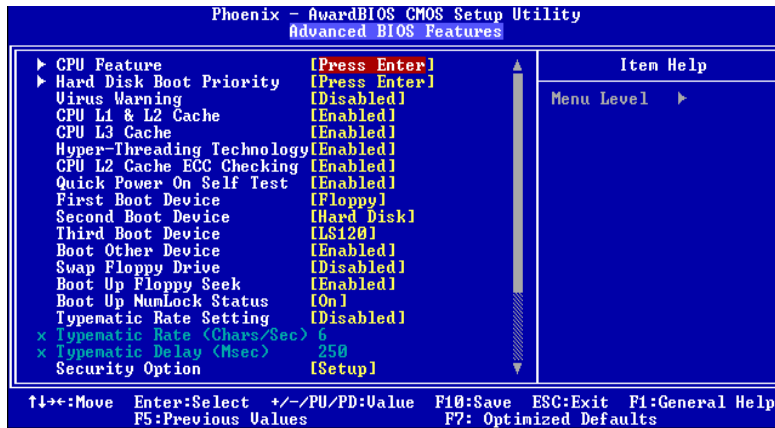 Phoenix - AwardBIOS CMOS Setup Utility
Advanced BIOS Features
CPU Feature [Press Enter]
Hard Disk Boot Priority [Press Enter]
Virus Warning [Disabled]
CPU L1 & L2 Cache [Enabled]
CPU L3 Cache [Enabled]
Hyper-Threading Technology[Enabled]
CPU L2 Cache ECC Checking [Enabled]
Quick Power On Self Test [Enabled]
First Boot Device [Floppy]
Second Boot Device [Hard Disk]
Third Boot Device [LS120]
Boot Other Device [Enabled]
Swap Floppy Drive [Disabled]
Boot Up Floppy Seek [Enabled]
Boot Up NumLock Status [On]
Typematic Rate Setting [Disabled]
x Typematic Rate (Chars/Sec) 6
x Typematic Delay (Msec) 250
Security Option [Setup]
Item Help
Menu Level
↑↓→←:Move Enter:Select +/-/PU/PD:Value F10:Save ESC:Exit F1:General Help
F5:Previous Values F7: Optimized Defaults